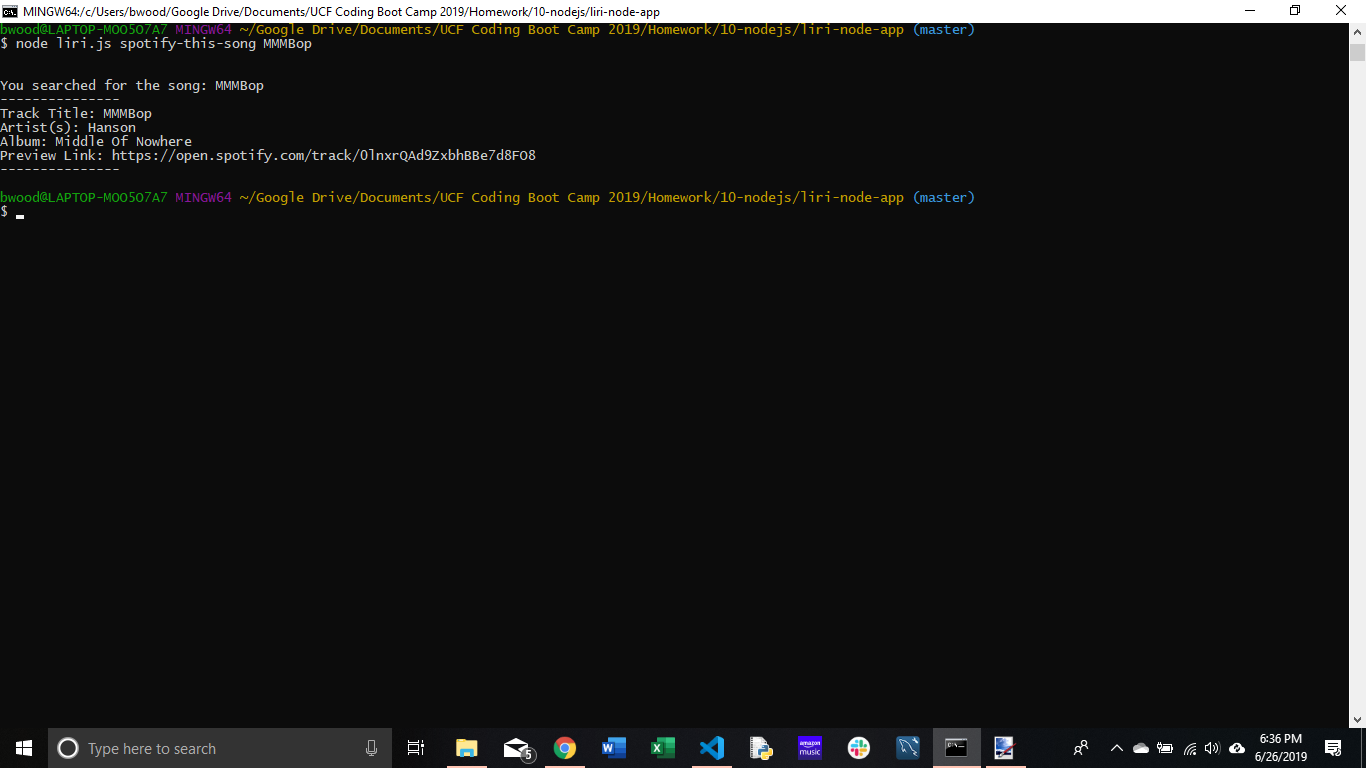 MINGW64:/c/Users/bwood/Google Drive/Documents/UCF Coding Boot Camp 2019/Homework/10-nodejs/liri-node-app
bwood@LAPTOP-MOO5O7A7 MINGW64 ~/Google Drive/Documents/UCF Coding Boot Camp 2019/Homework/10-nodejs/liri-node-app (master)
$ node liri.js spotify-this-song MMMBop
You searched for the song: MMMBop
---------------
Track Title: MMMBop
Artist(s): Hanson
Album: Middle Of Nowhere
Preview Link: https://open.spotify.com/track/0lnxrQAd9ZxbhBBe7d8FO8
---------------
bwood@LAPTOP-MOO5O7A7 MINGW64 ~/Google Drive/Documents/UCF Coding Boot Camp 2019/Homework/10-nodejs/liri-node-app (master)
$
Type here to search
5
amazon music
6:36 PM
6/26/2019